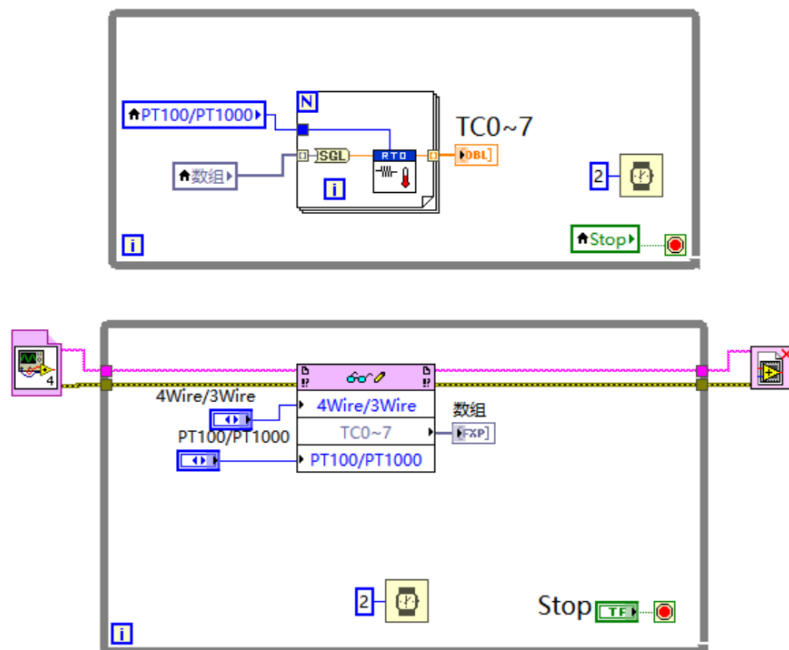 N
PT100/PT1000
TC0~7
SGL
RTD
DBL]
数组
i
2
Stop
i
4
4Wire/3Wire
4Wire/3Wire
数组
TC0~7
FXP]
PT100/PT1000
PT100/PT1000
2
Stop
TF
i